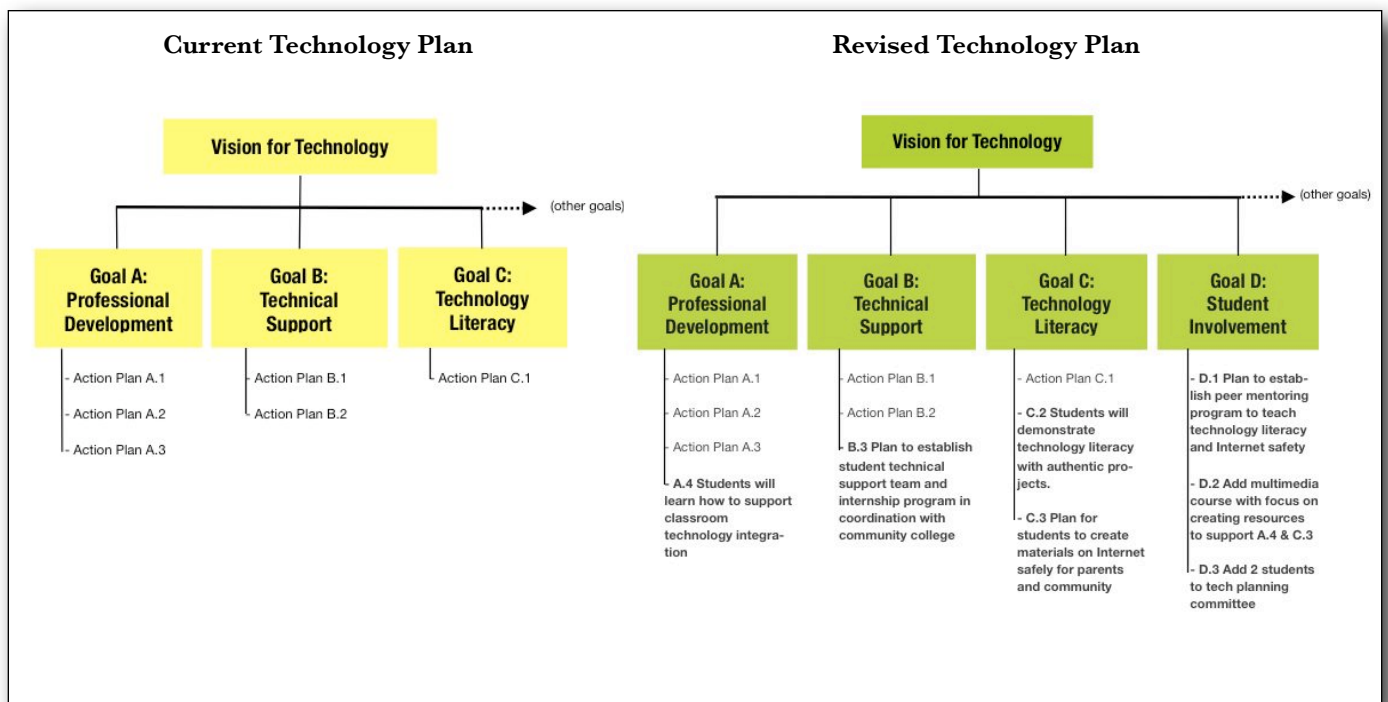 Current Technology Plan
Vision for Technology
(other goals)
Goal A:
Professional
Development
- Action Plan A.1
- Action Plan A.2
- Action Plan A.3
Goal B:
Technical
Support
- Action Plan B.1
- Action Plan B.2
Goal C:
Technology
Literacy
- Action Plan C.1
Revised Technology Plan
Vision for Technology
(other goals)
Goal A:
Professional
Development
- Action Plan A.1
- Action Plan A.2
- Action Plan A.3
- A.4 Students will
learn how to support
classroom
technology integra-
tion
Goal B:
Technical
Support
- Action Plan B.1
- Action Plan B.2
- B.3 Plan to establish
student technical
support team and
internship program in
coordination with
community college
Goal C:
Technology
Literacy
- Action Plan C.1
- C.2 Students will
demonstrate
technology literacy
with authentic pro-
jects.
- C.3 Plan for
students to create
materials on Internet
safely for parents
and community
Goal D:
Student
Involvement
- D.1 Plan to estab-
lish peer mentoring
program to teach
technology literacy
and Internet safety
- D.2 Add multimedia
course with focus on
creating resources
to support A.4 & C.3
- D.3 Add 2 students
to tech planning
committee